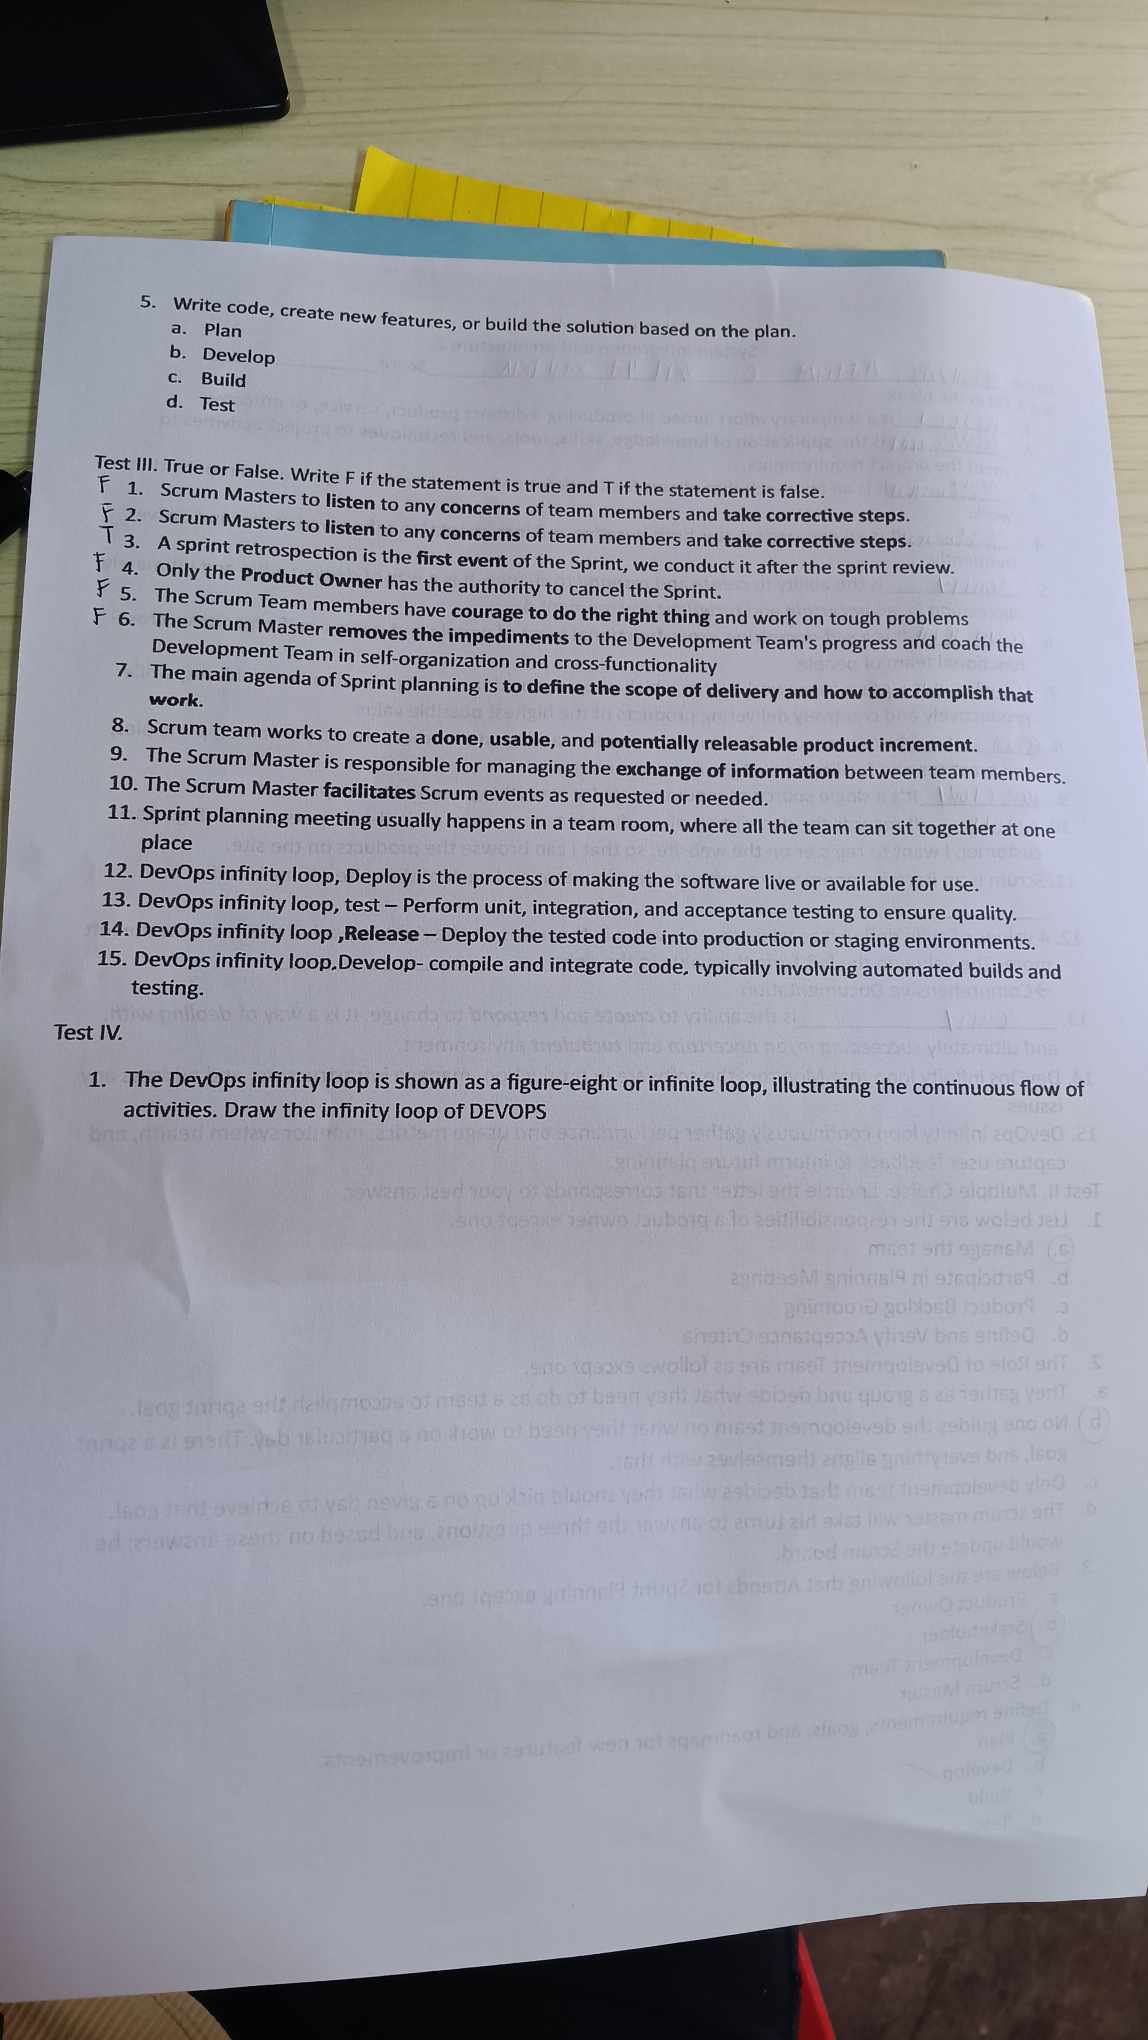 5. Write code, create new features, or build the solution based on the plan.
a. Plan
b. Develop
c. Build
d. Test
Test III. True or False. Write F if the statement is true and T if the statement is false.
F 1. Scrum Masters to listen to any concerns of team members and take corrective steps.
F 2. Scrum Masters to listen to any concerns of team members and take corrective steps.
T 3. A sprint retrospection is the first event of the Sprint, we conduct it after the sprint review.
F 4. Only the Product Owner has the authority to cancel the Sprint.
F 5. The Scrum Team members have courage to do the right thing and work on tough problems
F 6. The Scrum Master removes the impediments to the Development Team's progress and coach the
Development Team in self-organization and cross-functionality
7. The main agenda of Sprint planning is to define the scope of delivery and how to accomplish that
work.
8. Scrum team works to create a done, usable, and potentially releasable product increment.
9. The Scrum Master is responsible for managing the exchange of information between team members.
10. The Scrum Master facilitates Scrum events as requested or needed.
11. Sprint planning meeting usually happens in a team room, where all the team can sit together at one
place
12. DevOps infinity loop, Deploy is the process of making the software live or available for use.
13. DevOps infinity loop, test – Perform unit, integration, and acceptance testing to ensure quality.
14. DevOps infinity loop ,Release – Deploy the tested code into production or staging environments.
15. DevOps infinity loop,Develop- compile and integrate code, typically involving automated builds and
testing.
Test IV.
1. The DevOps infinity loop is shown as a figure-eight or infinite loop, illustrating the continuous flow of
activities. Draw the infinity loop of DEVOPS